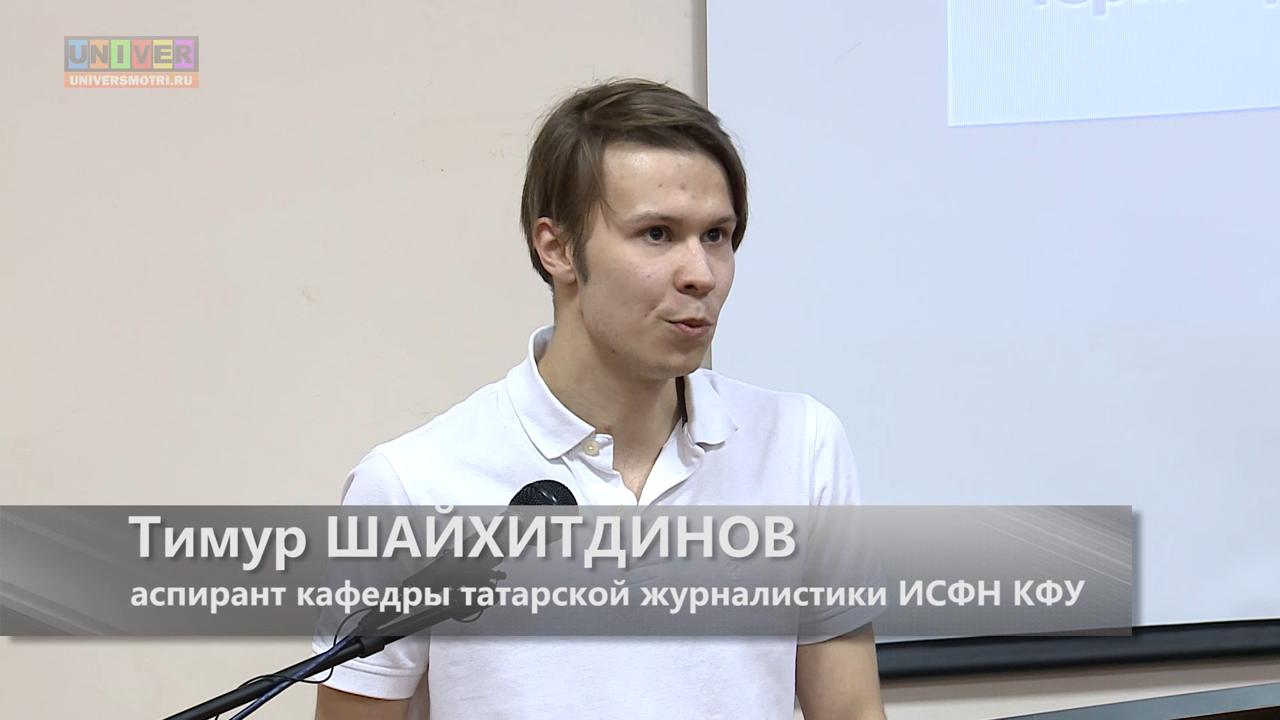 UNIVER
UNIVERSMOTRI.RU
Тимур ШАЙХИТДИНОВ
аспирант кафедры татарской журналистики ИСФН КФУ